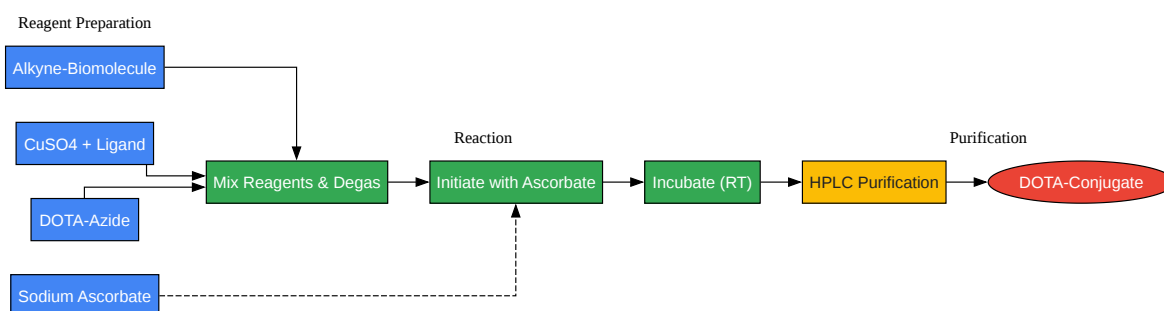 Reagent Preparation
Alkyne-Biomolecule
CuSO4 + Ligand
Reaction
Purification
Mix Reagents & Degas
Initiate with Ascorbate
Incubate (RT)
HPLC Purification
DOTA-Conjugate
DOTA-Azide
Sodium Ascorbate